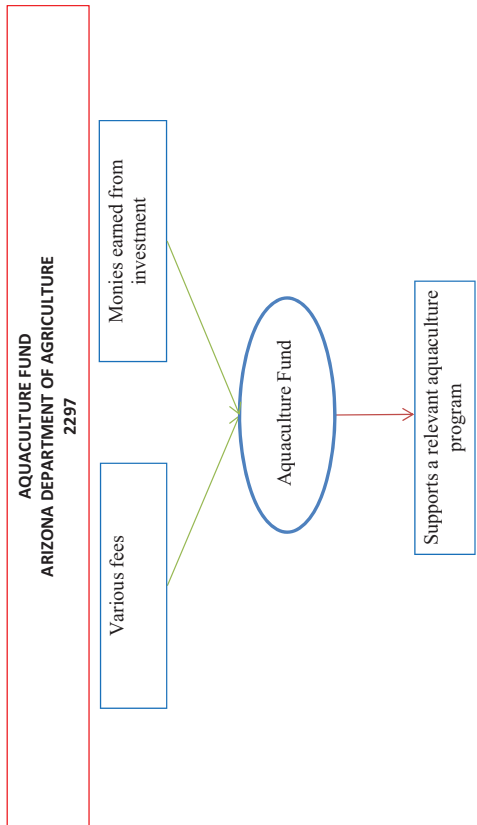 AQUACULTURE FUND
ARIZONA DEPARTMENT OF AGRICULTURE
2297
Various fees
Monies earned from
investment
Aquaculture Fund
Supports a relevant aquaculture
program